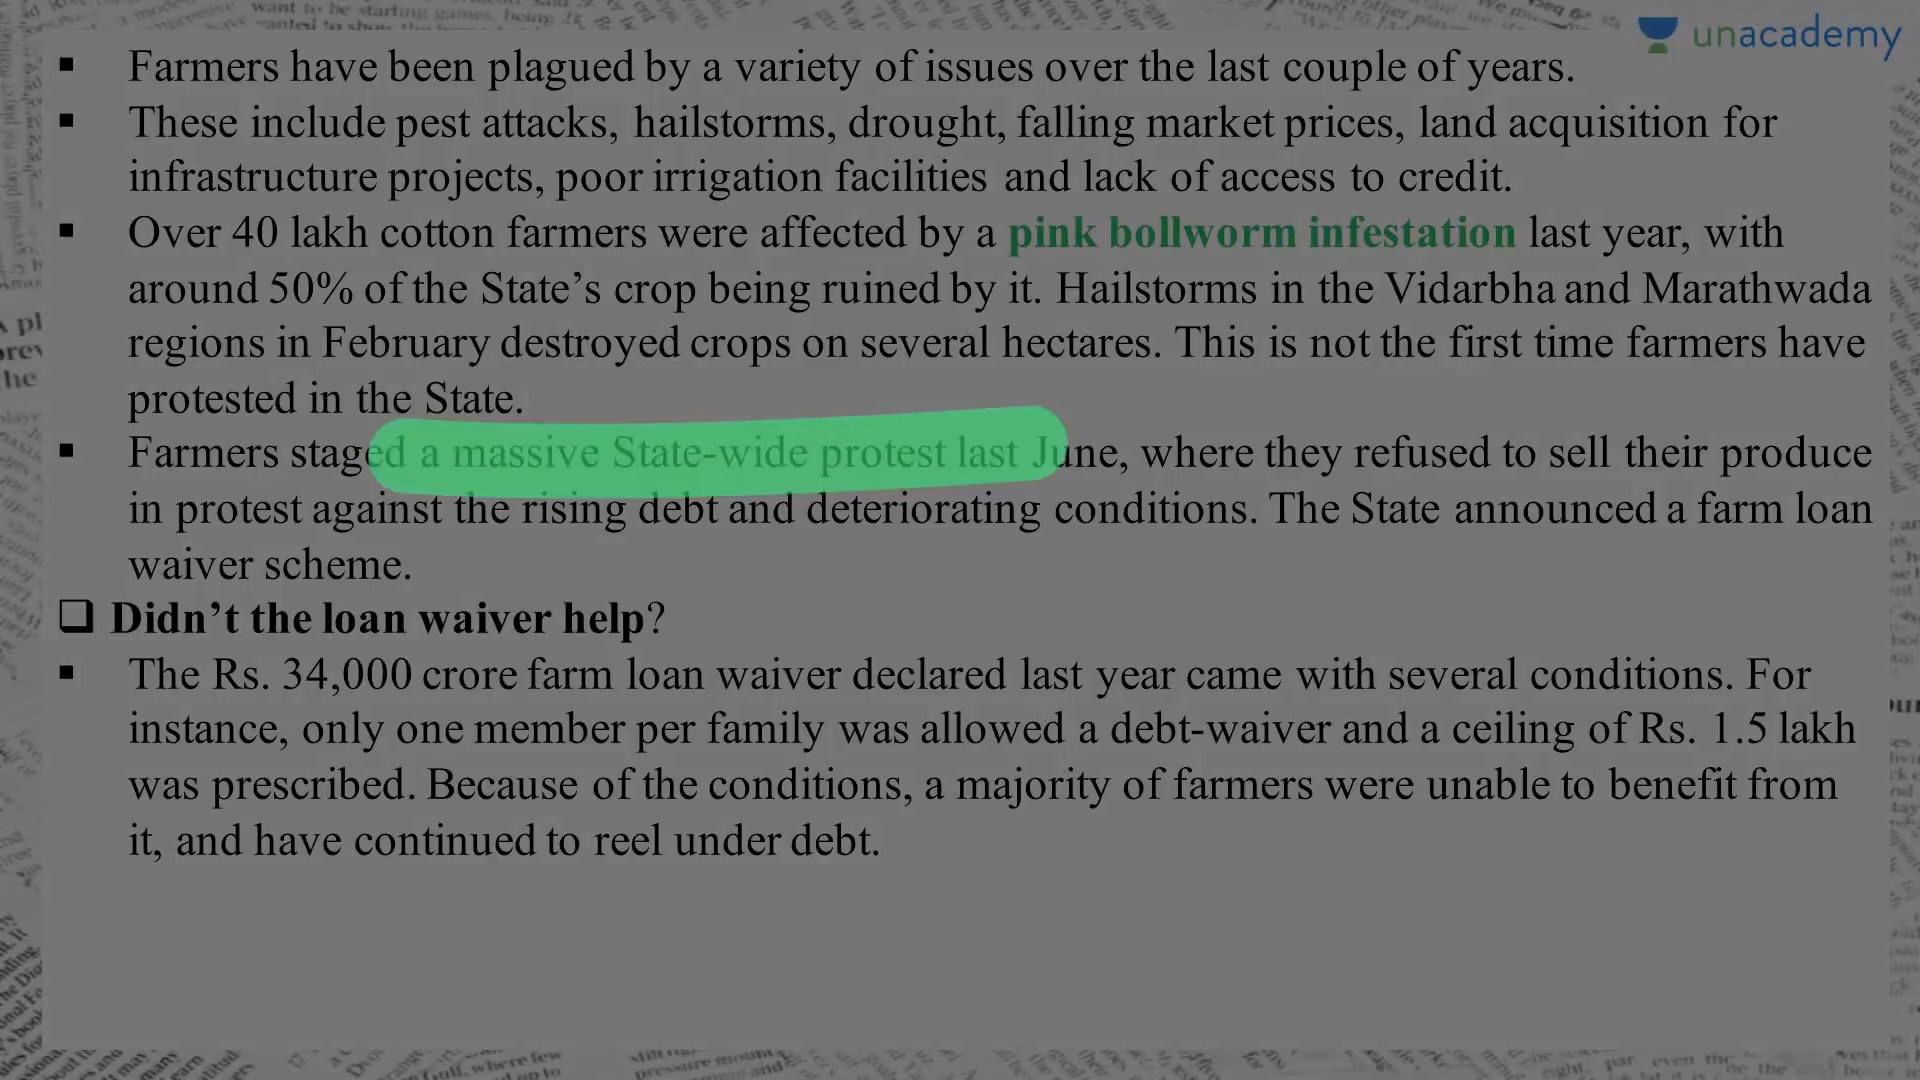 unacademy
▪ Farmers have been plagued by a variety of issues over the last couple of years.
▪ These include pest attacks, hailstorms, drought, falling market prices, land acquisition for
infrastructure projects, poor irrigation facilities and lack of access to credit.
▪ Over 40 lakh cotton farmers were affected by a pink bollworm infestation last year, with
around 50% of the State’s crop being ruined by it. Hailstorms in the Vidarbha and Marathwada
regions in February destroyed crops on several hectares. This is not the first time farmers have
protested in the State.
▪ Farmers staged a massive State-wide protest last June, where they refused to sell their produce
in protest against the rising debt and deteriorating conditions. The State announced a farm loan
waiver scheme.
❑ Didn’t the loan waiver help?
▪ The Rs. 34,000 crore farm loan waiver declared last year came with several conditions. For
instance, only one member per family was allowed a debt-waiver and a ceiling of Rs. 1.5 lakh
was prescribed. Because of the conditions, a majority of farmers were unable to benefit from
it, and have continued to reel under debt.